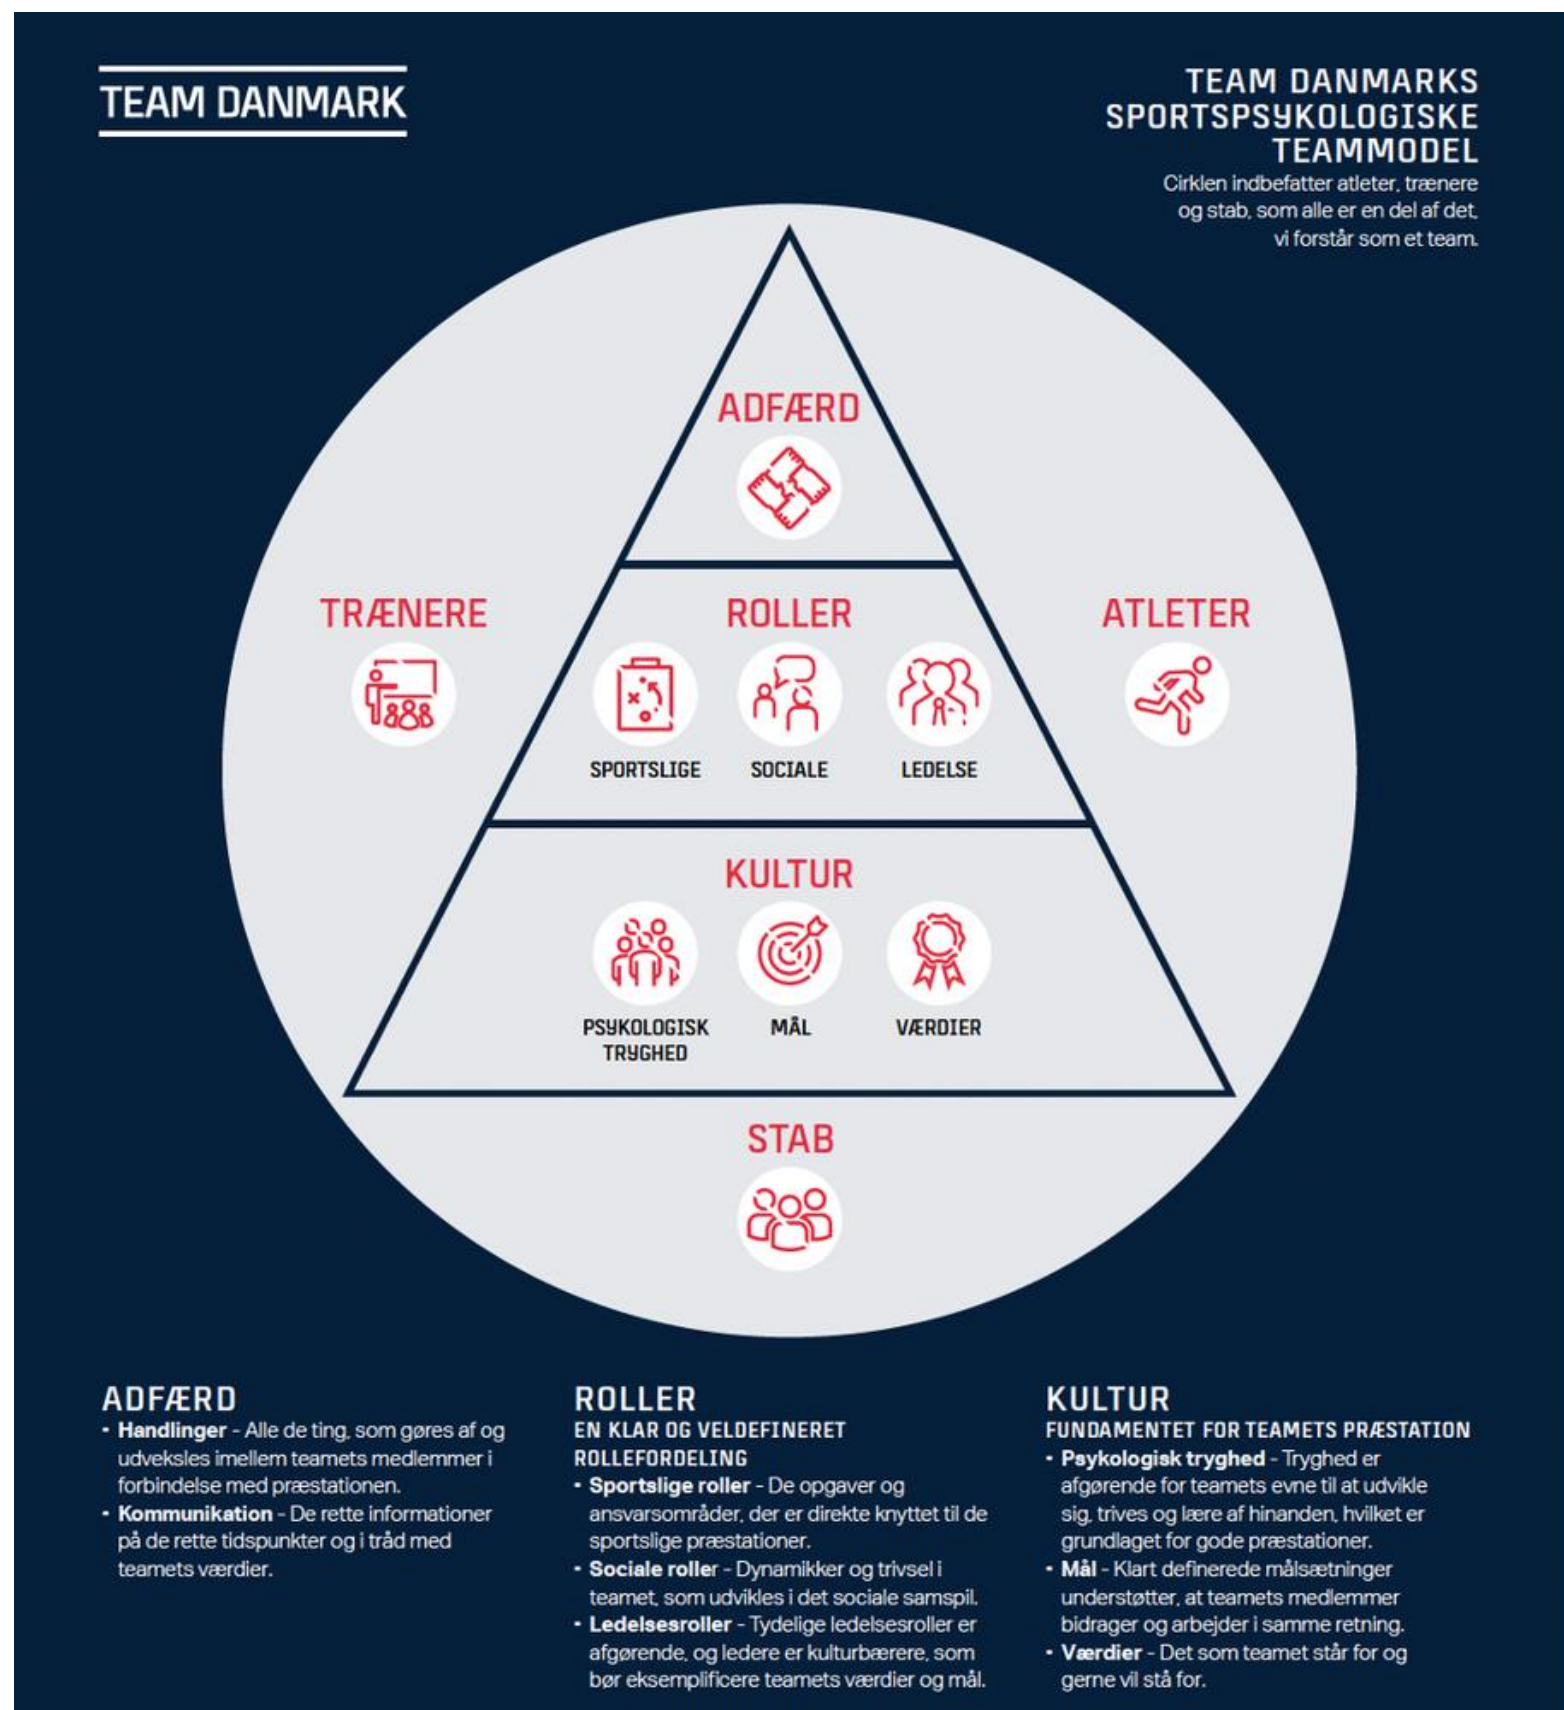 TEAM DANMARK
TEAM DANMARKS
SPORTSPSYKOLOGISKE
TEAMMODEL
Cirklen indbefatter atleter, trænere
og stab, som alle er en del af det,
vi forstår som et team.
ADFÆRD
TRÆNERE
ROLLER
ATLETER
SPORTSLIGE
SOCIALE
LEDELSE
KULTUR
PSYKOLOGISK
TRYGHED
MÅL
VÆRDIER
STAB
ADFÆRD
• Handlinger - Alle de ting, som gøres af og
udveksles imellem teamets medlemmer i
forbindelse med præstationen.
• Kommunikation - De rette informationer
på de rette tidspunkter og i tråd med
teamets værdier.
ROLLER
EN KLAR OG VELDEFINERET
ROLLEFORDELING
• Sportslige roller - De opgaver og
ansvarsområder, der er direkte knyttet til de
sportslige præstationer.
• Sociale roller - Dynamikker og trivsel i
teamet, som udvikles i det sociale samspil.
• Ledelsesroller - Tydelige ledelsesroller er
afgørende, og ledere er kulturbærere, som
bør eksemplificere teamets værdier og mål.
KULTUR
FUNDAMENTET FOR TEAMETS PRÆSTATION
• Psykologisk tryghed - Tryghed er
afgørende for teamets evne til at udvikle
sig, trives og lære af hinanden, hvilket er
grundlaget for gode præstationer.
• Mål - Klart definerede målsætninger
understøtter, at teamets medlemmer
bidrager og arbejder i samme retning.
• Værdier - Det som teamet står for og
gerne vil stå for.